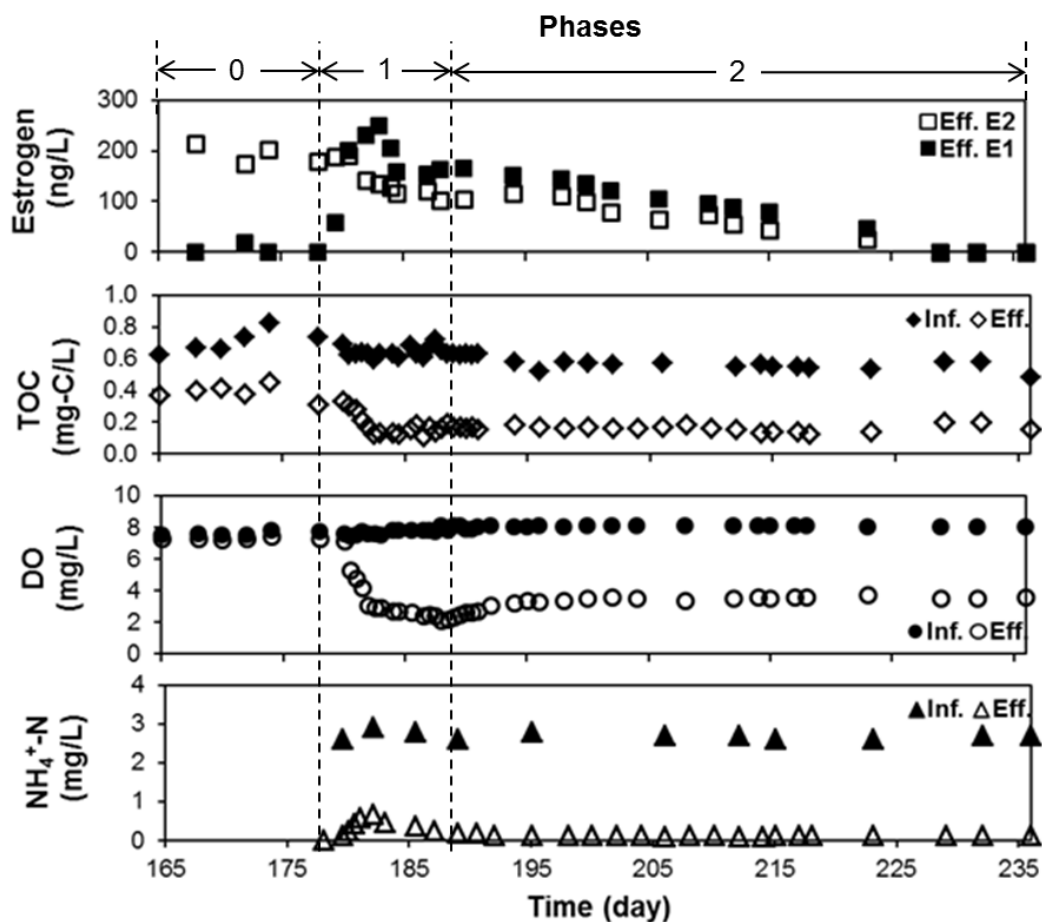 Phases
0 1 2
Estrogen
(ng/L)
300
200
100
0
Eff. E2
Eff. E1
TOC
(mg-C/L)
1.0
0.8
0.6
0.4
0.2
0.0
Inf. Eff.
DO
(mg/L)
10
8
6
4
2
0
Inf. Eff.
NH₄⁺-N
(mg/L)
4
3
2
1
0
Inf. Eff.
165 175 185 195 205 215 225 235
Time (day)